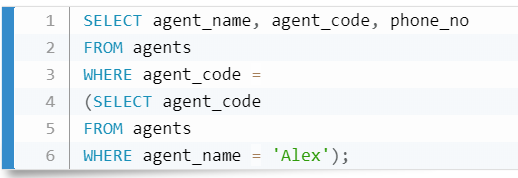 1 SELECT agent_name, agent_code, phone_no
2 FROM agents
3 WHERE agent_code =
4 (SELECT agent_code
5 FROM agents
6 WHERE agent_name = 'Alex');